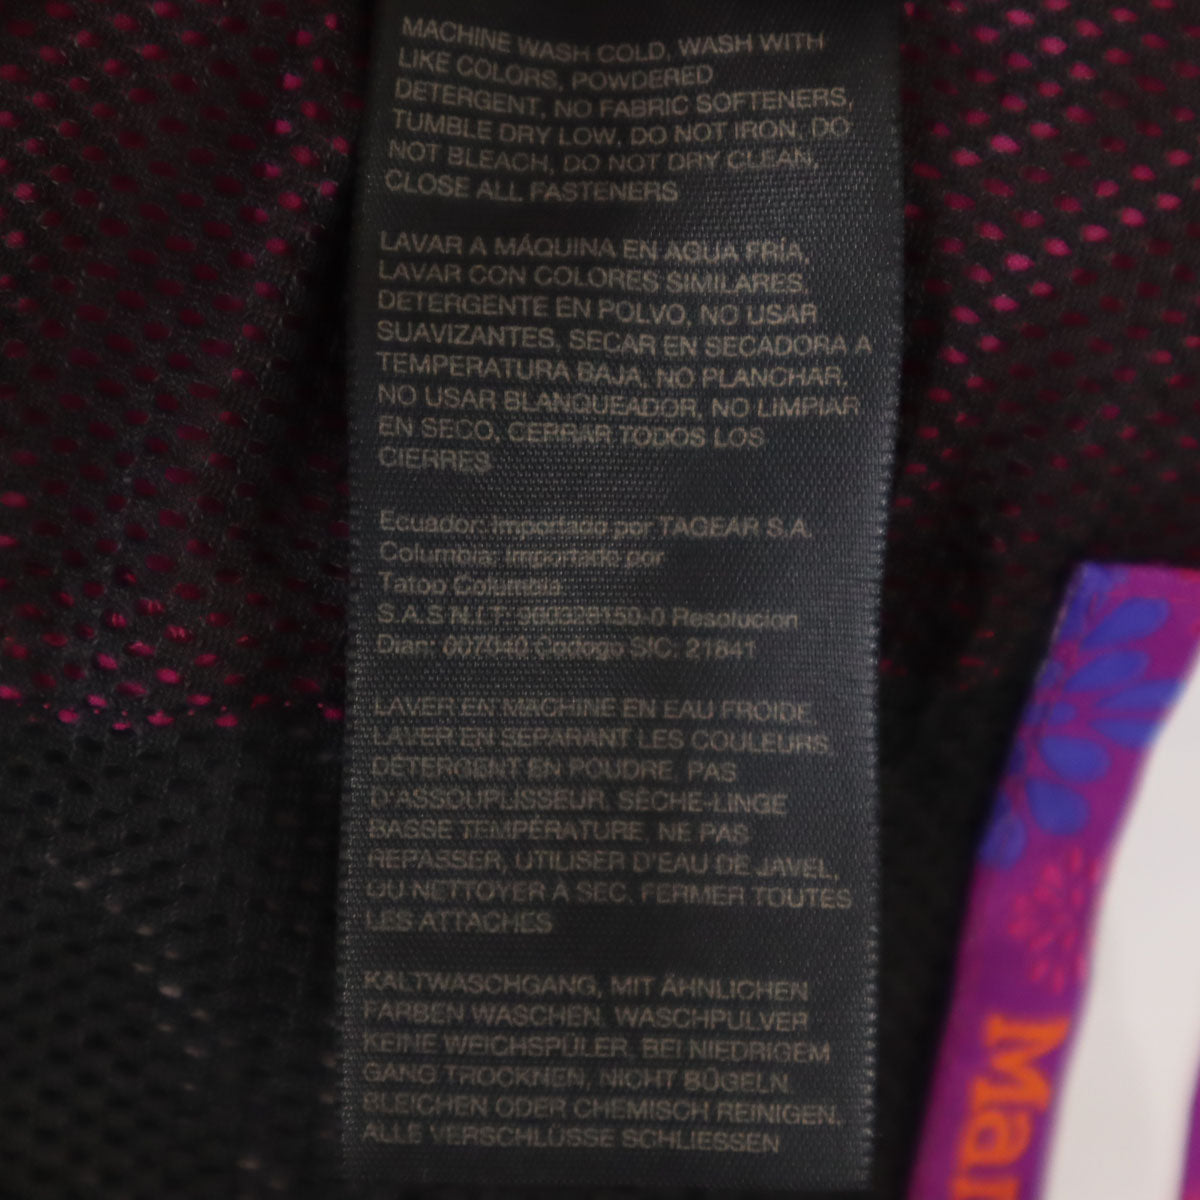 MACHINE WASH COLD, WASH WITH
LIKE COLORS, POWDERED
DETERGENT, NO FABRIC SOFTENERS,
TUMBLE DRY LOW, DO NOT IRON, DO
NOT BLEACH, DO NOT DRY CLEAN,
CLOSE ALL FASTENERS
LAVAR A MÁQUINA EN AGUA FRÍA,
LAVAR CON COLORES SIMILARES,
DETERGENTE EN POLVO, NO USAR
SUAVIZANTES, SECAR EN SECADORA A
TEMPERATURA BAJA, NO PLANCHAR,
NO USAR BLANQUEADOR, NO LIMPIAR
EN SECO, CERRAR TODOS LOS
CIERRES
Ecuador: Importado por TAGEAR S.A.
Columbia: Importado por
Tatoo Columbia
S.A.S N.I.T: Resolucion
Dian: Codogo SIC: 21841
LAVER EN MACHINE EN EAU FROIDE,
LAVER EN SEPARANT LES COULEURS,
DÉTERGENT EN POUDRE, PAS
D'ASSOUPLISSEUR, SÈCHE-LINGE
BASSE TEMPÉRATURE, NE PAS
REPASSER, UTILISER D'EAU DE JAVEL,
OU NETTOYER À SEC, FERMER TOUTES
LES ATTACHES
KALTWASCHGANG, MIT ÄHNLICHEN
FARBEN WASCHEN, WASCHPULVER
KEINE WEICHSPÜLER, BEI NIEDRIGEM
GANG TROCKNEN, NICHT BÜGELN,
BLEICHEN ODER CHEMISCH REINIGEN,
ALLE VERSCHLÜSSE SCHLIESSEN